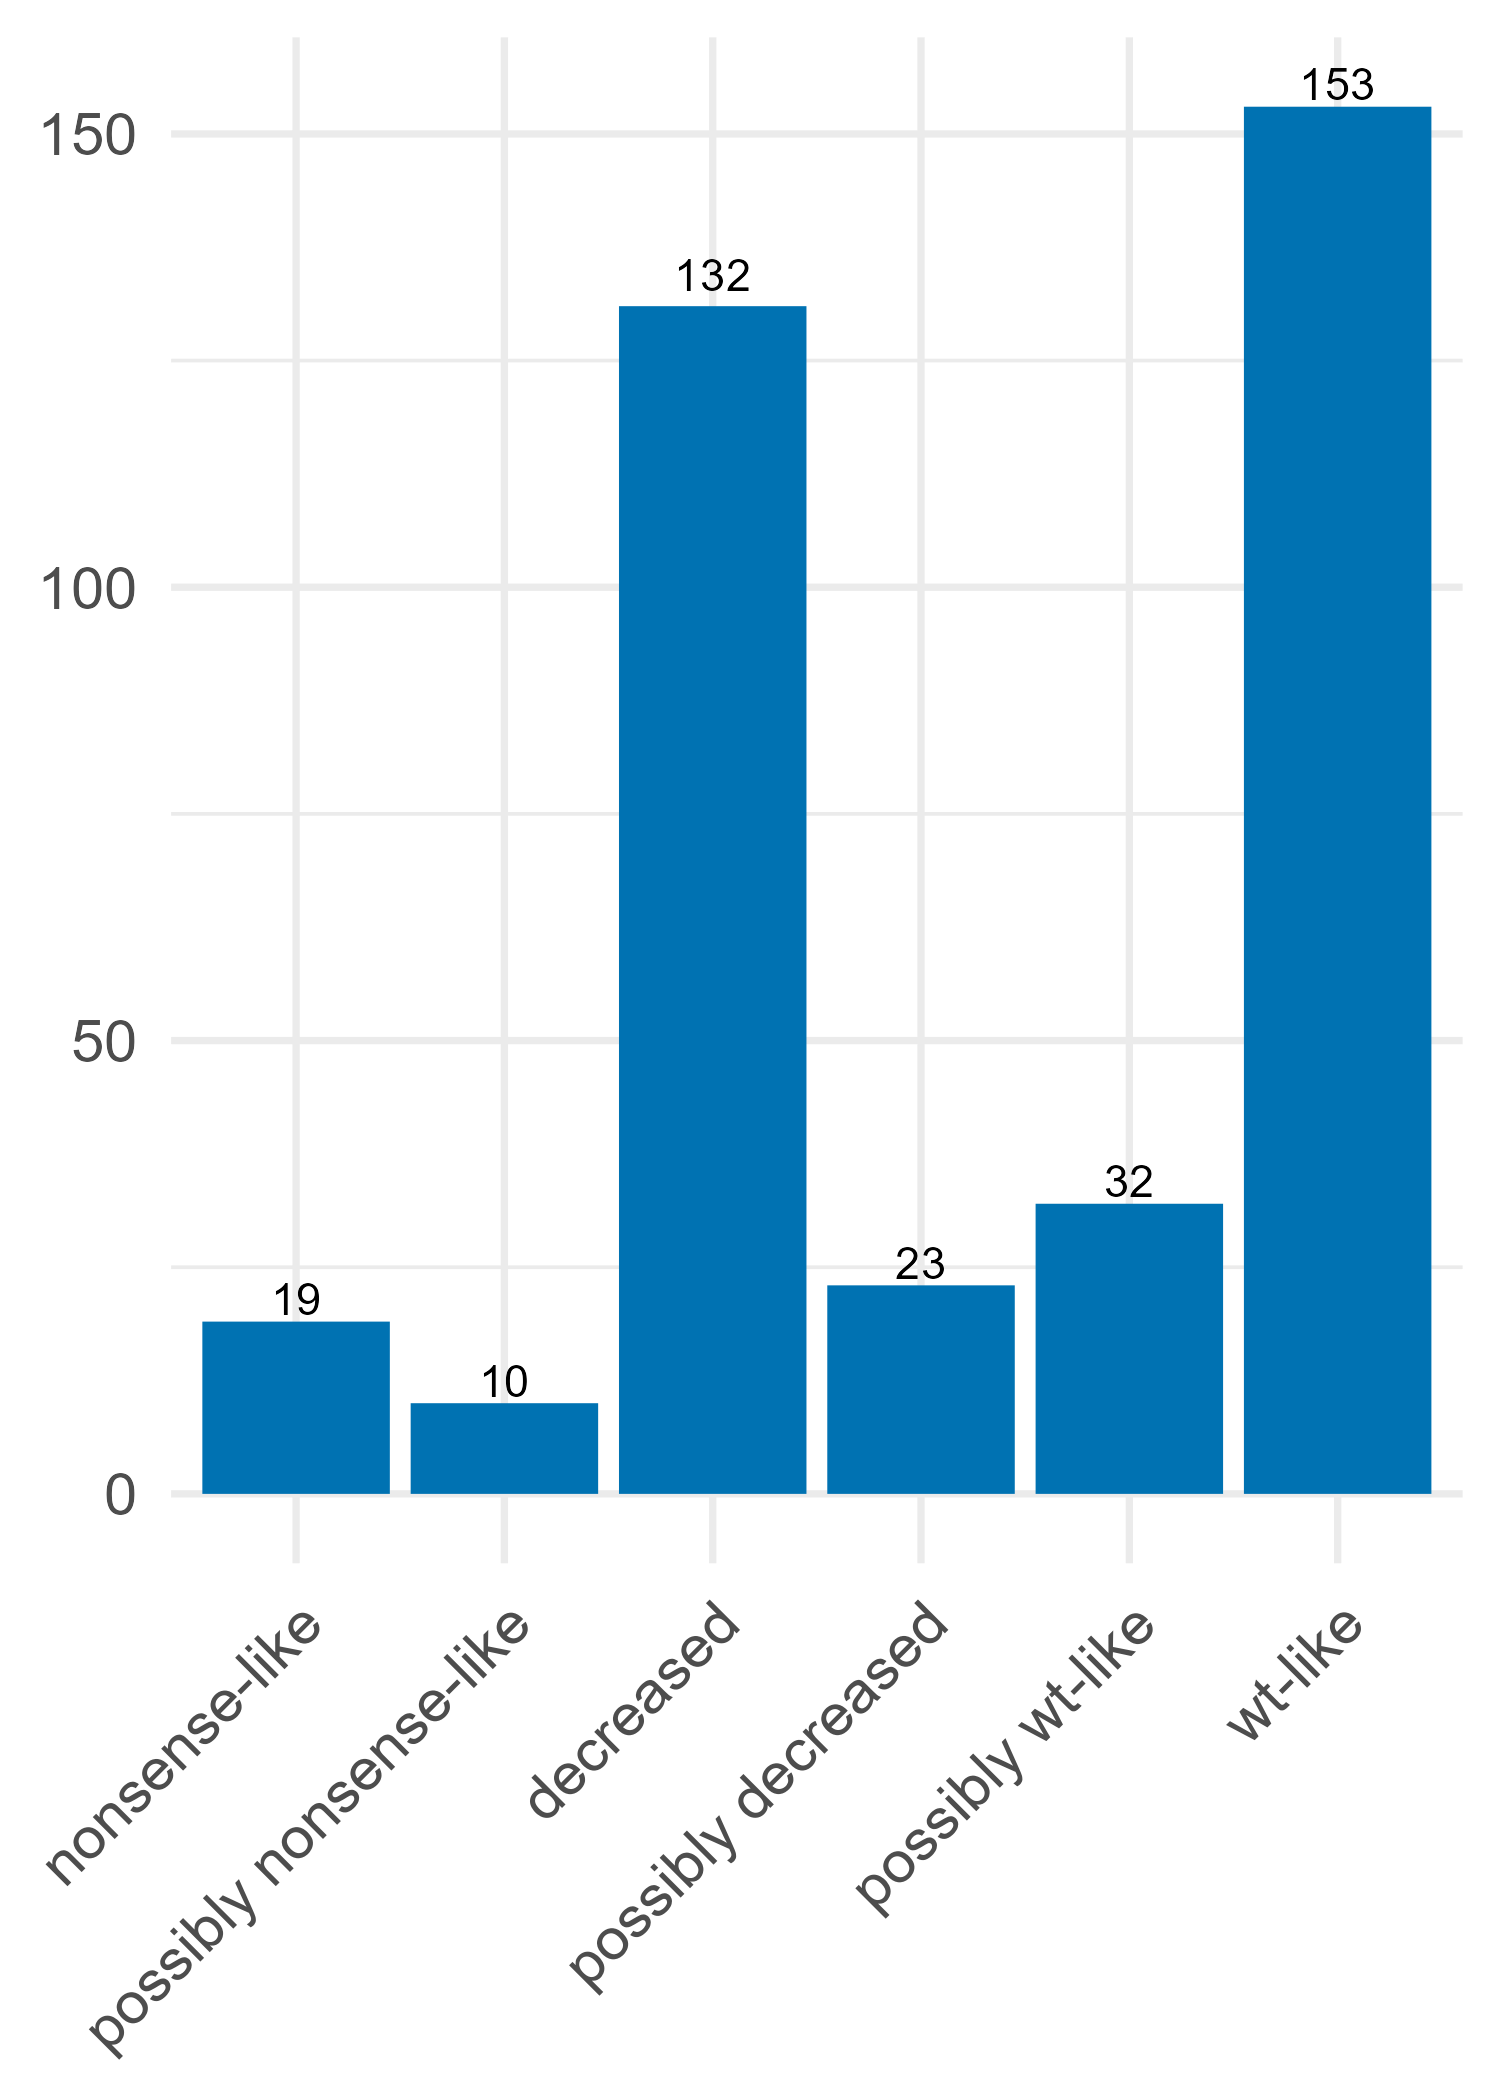 150
100
50
0
19
10
132
23
32
153
nonsense-like
possibly nonsense-like
decreased
possibly decreased
possibly wt-like
wt-like